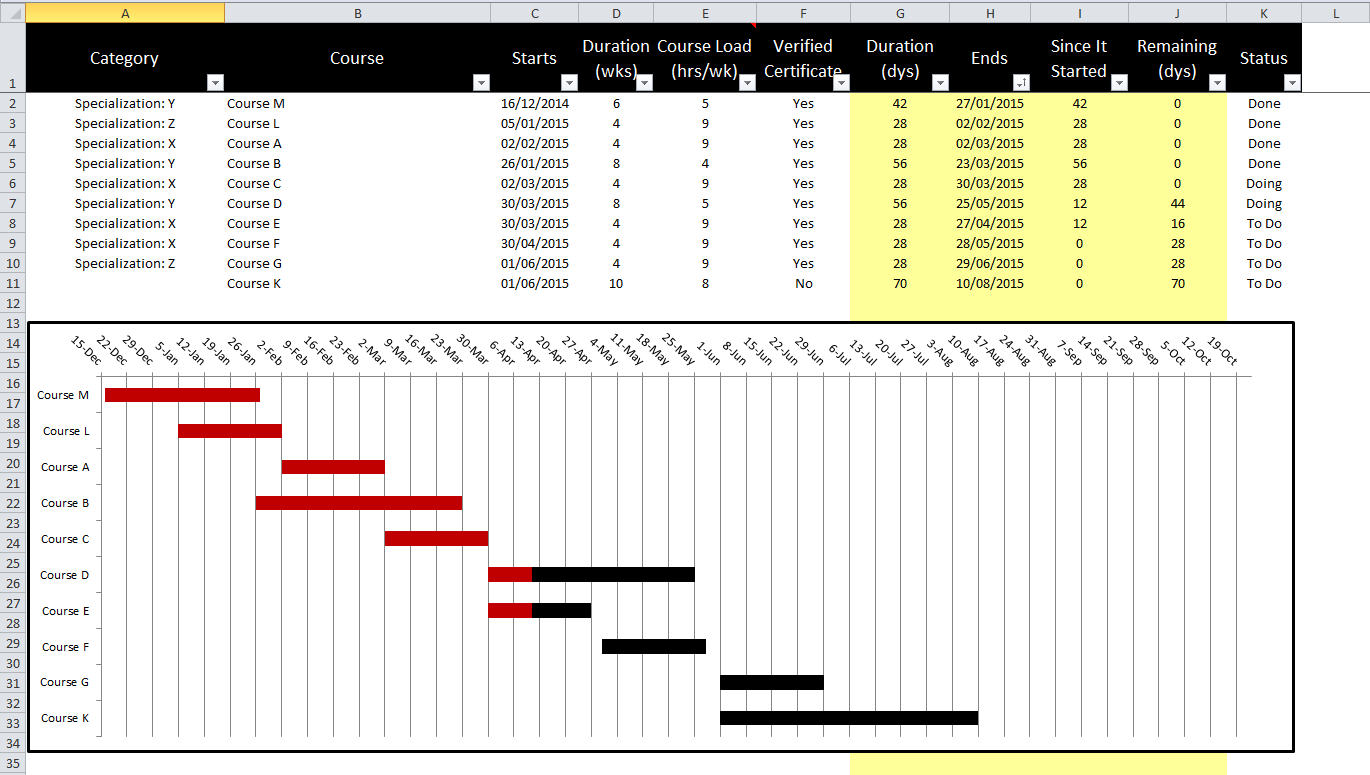 A B C D E F G H I J K L
1 Category Course Starts Duration (wks) Course Load (hrs/wk) Verified Certificate Duration (dys) Ends Since It Started Remaining (dys) Status
2 Specialization: Y Course M 16/12/2014 6 5 Yes 42 27/01/2015 42 0 Done
3 Specialization: Z Course L 05/01/2015 4 9 Yes 28 02/02/2015 28 0 Done
4 Specialization: X Course A 02/02/2015 4 9 Yes 28 02/03/2015 28 0 Done
5 Specialization: Y Course B 26/01/2015 8 4 Yes 56 23/03/2015 56 0 Done
6 Specialization: X Course C 02/03/2015 4 9 Yes 28 30/03/2015 28 0 Doing
7 Specialization: Y Course D 30/03/2015 8 5 Yes 56 25/05/2015 12 44 Doing
8 Specialization: X Course E 30/03/2015 4 9 Yes 28 27/04/2015 12 16 To Do
9 Specialization: X Course F 30/04/2015 4 9 Yes 28 28/05/2015 0 28 To Do
10 Specialization: Z Course G 01/06/2015 4 9 Yes 28 29/06/2015 0 28 To Do
11 Course K 01/06/2015 10 8 No 70 10/08/2015 0 70 To Do
12
13
14
15
15-Dec 22-Dec 29-Dec 5-Jan 12-Jan 19-Jan 26-Jan 2-Feb 9-Feb 16-Feb 23-Feb 2-Mar 9-Mar 16-Mar 23-Mar 30-Mar 6-Apr 13-Apr 20-Apr 27-Apr 4-May 11-May 18-May 25-May 1-Jun 8-Jun 15-Jun 22-Jun 29-Jun 6-Jul 13-Jul 20-Jul 27-Jul 3-Aug 10-Aug 17-Aug 24-Aug 31-Aug 7-Sep 14-Sep 21-Sep 28-Sep 5-Oct 12-Oct 19-Oct
16
17 Course M
18
19 Course L
20 Course A
21
22 Course B
23
24 Course C
25
26 Course D
27 Course E
28
29 Course F
30
31 Course G
32
33 Course K
34
35